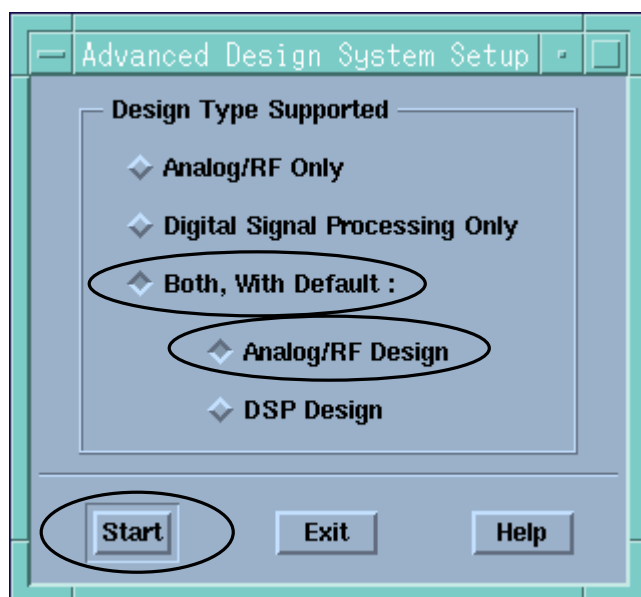 Advanced Design System Setup
Design Type Supported
Analog/RF Only
Digital Signal Processing Only
Both, With Default :
Analog/RF Design
DSP Design
Start Exit Help